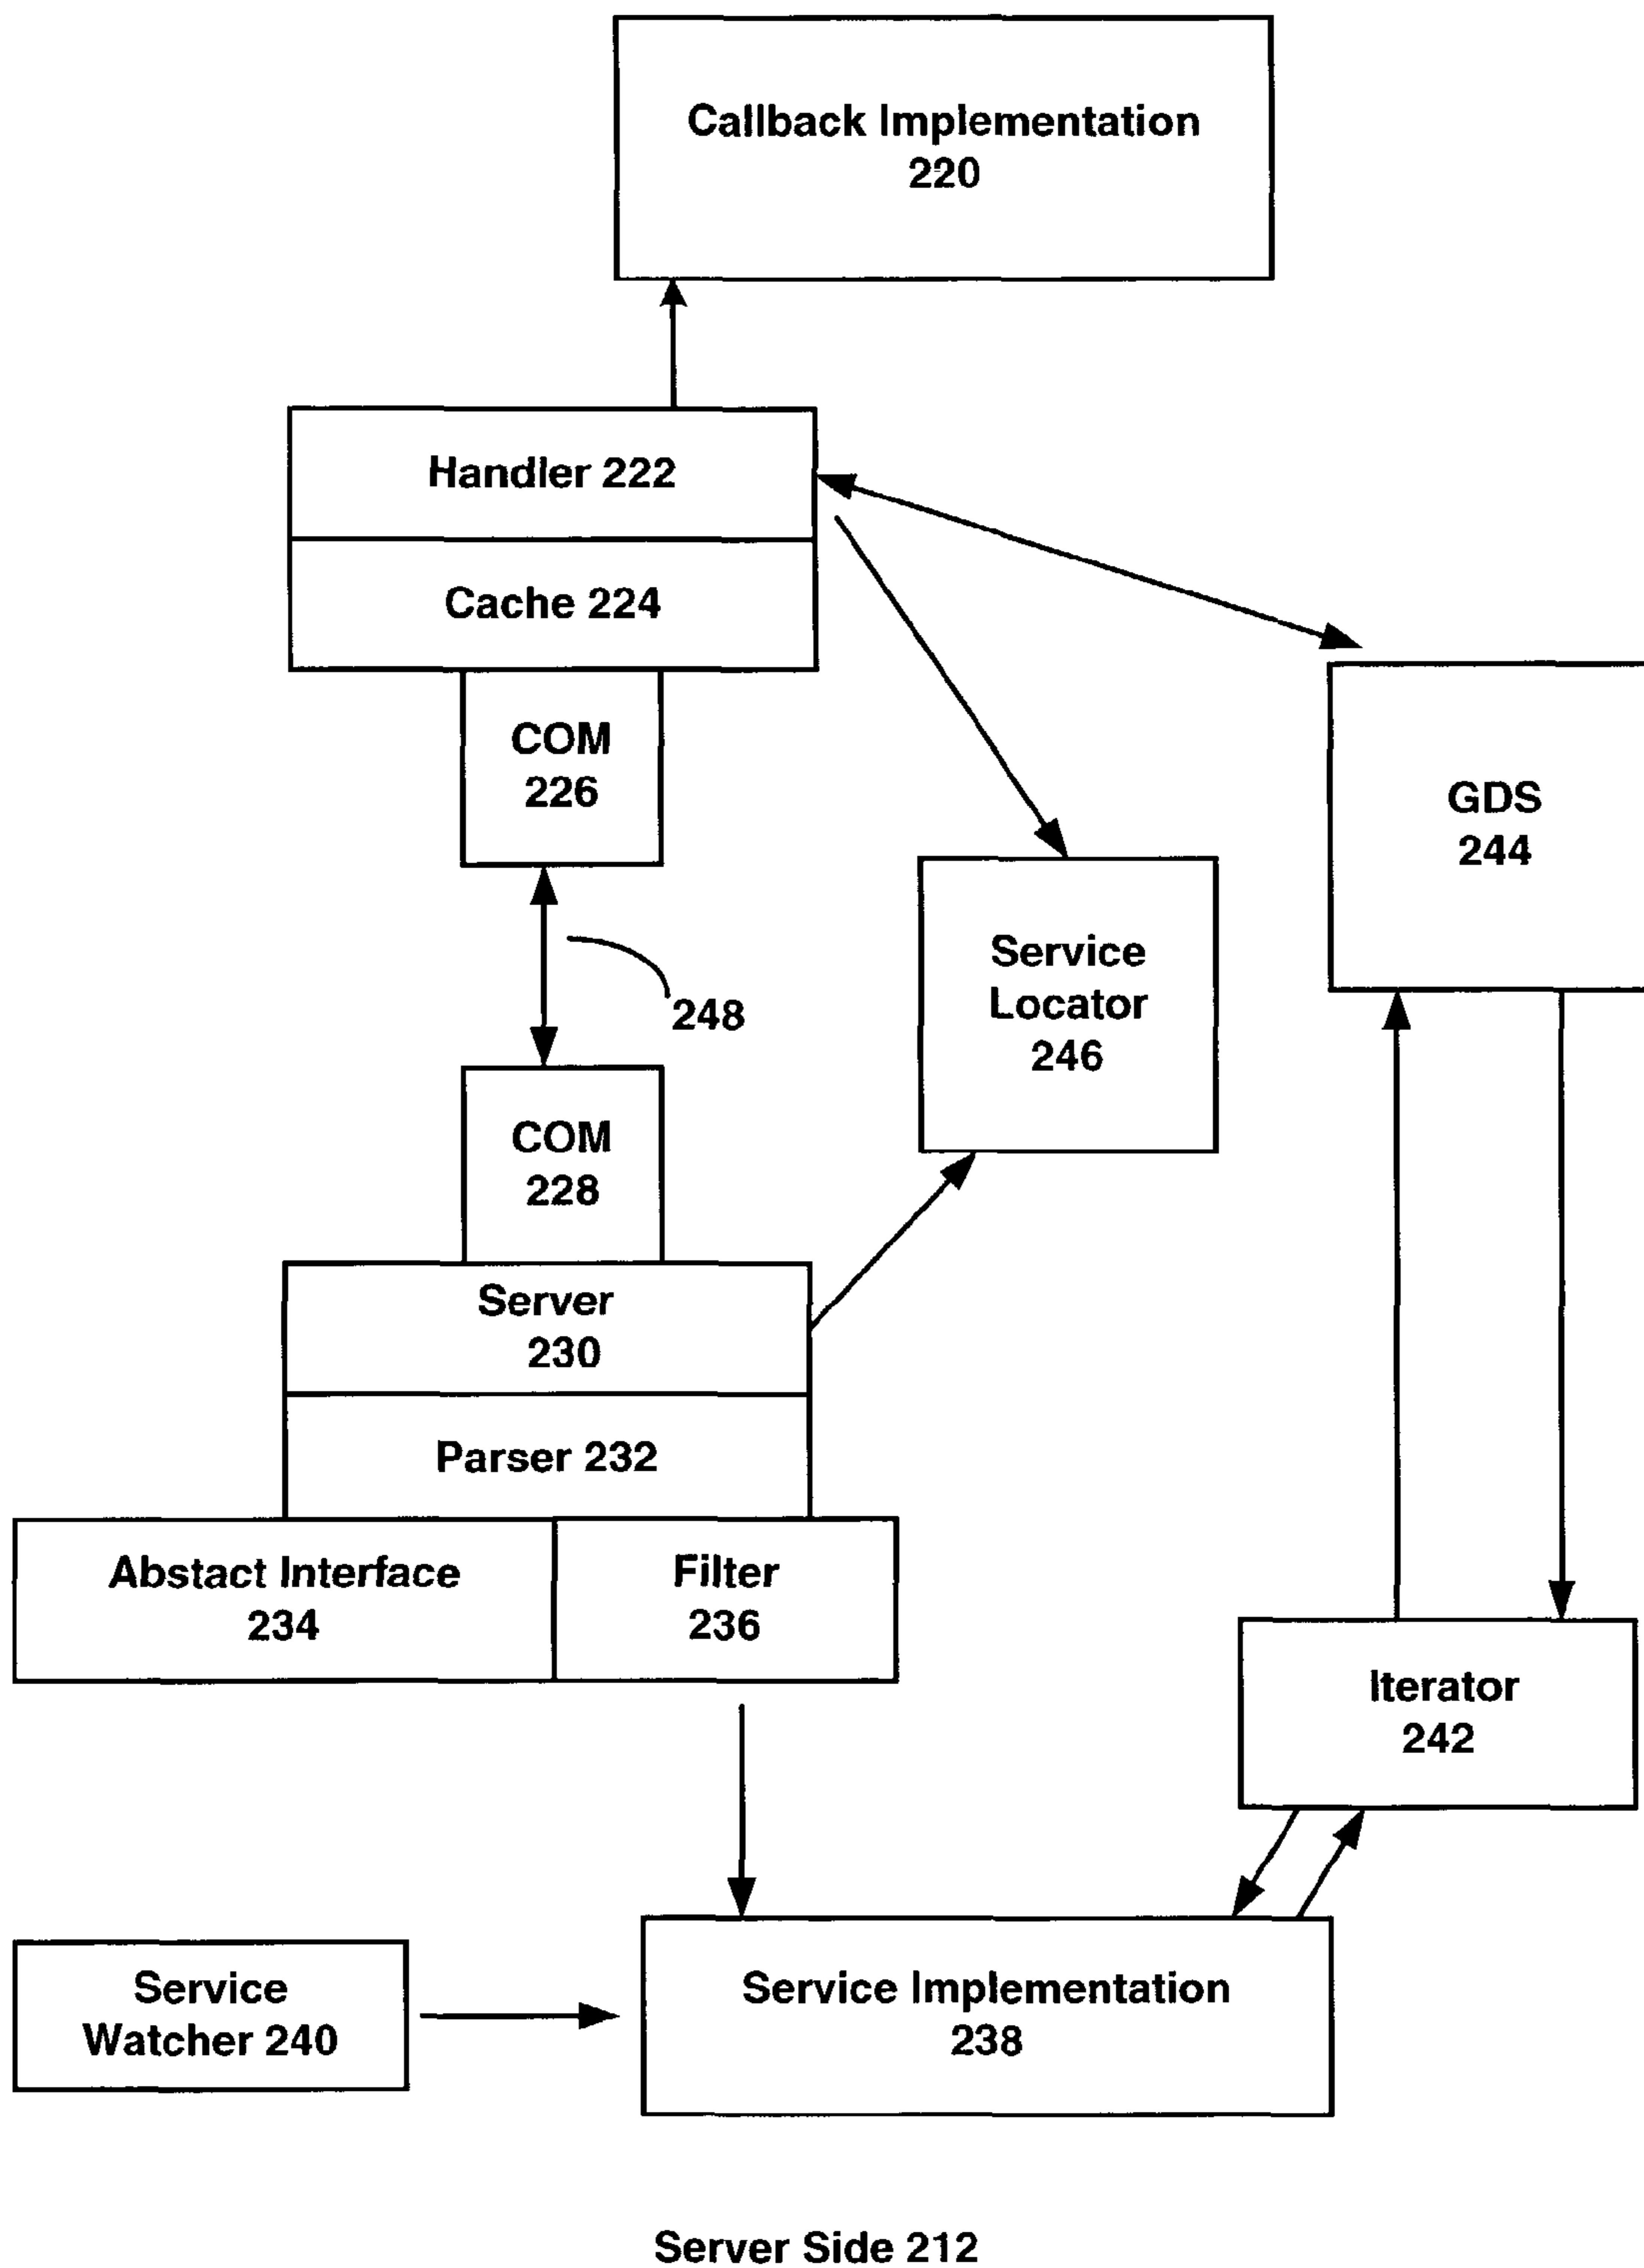 Callback Implementation
220
Handler 222
Cache 224
COM
226
GDS
244
Service
Locator
246
248
COM
228
Server
230
Parser 232
Abstact Interface
234
Filter
236
Iterator
242
Service
Watcher 240
Service Implementation
238
Server Side 212